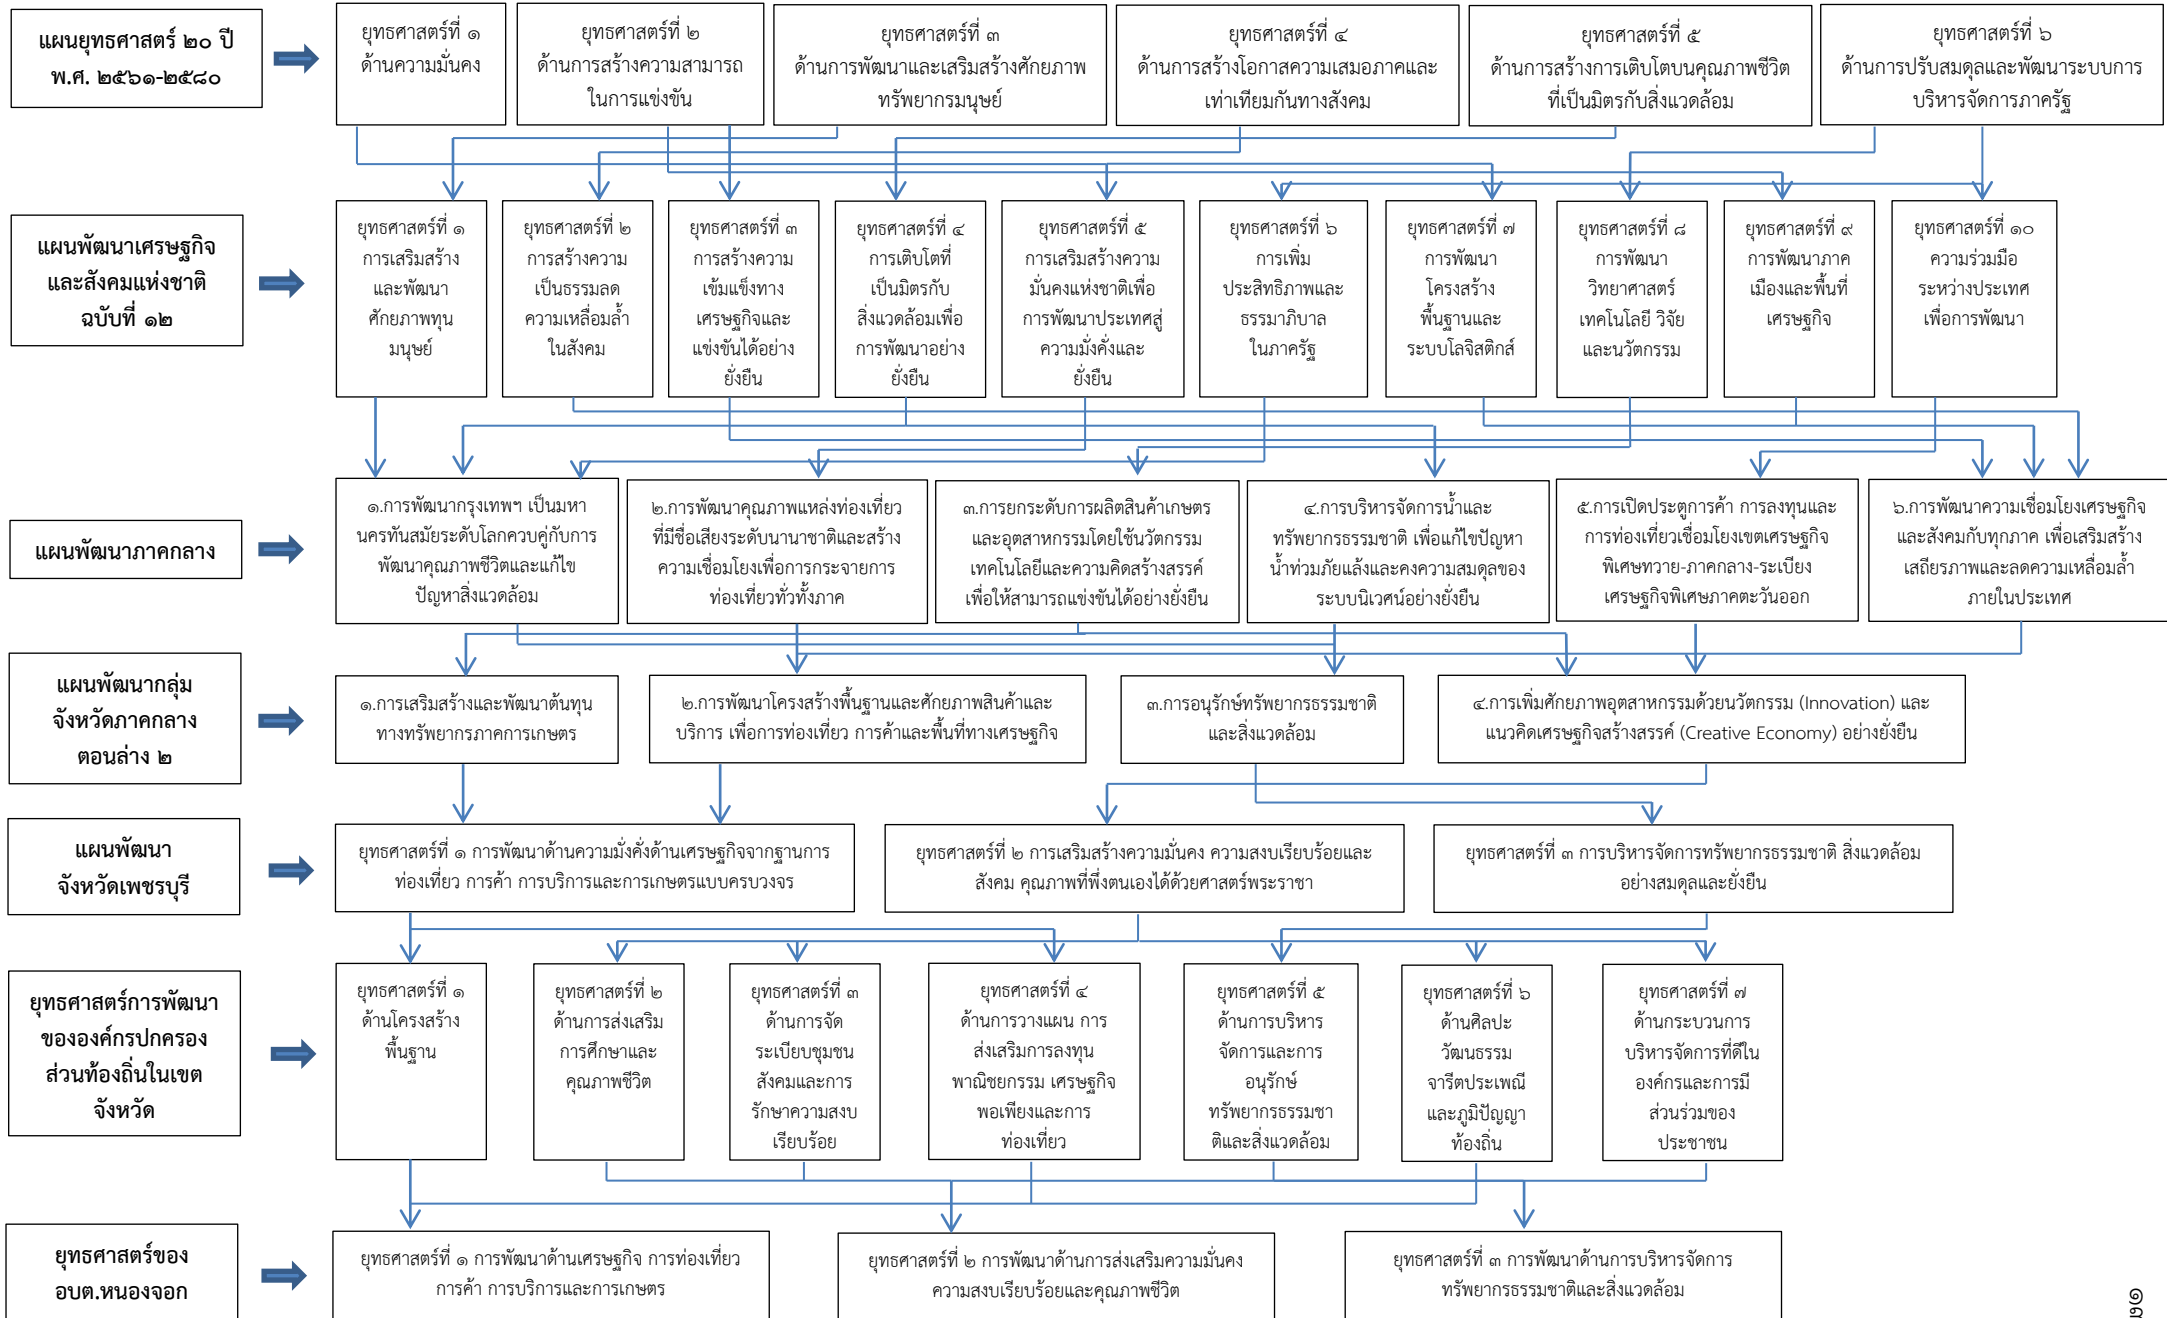 แผนยุทธศาสตร์ ๒๐ ปี
พ.ศ. ๒๕๖๑-๒๕๘๐
ยุทธศาสตร์ที่ ๑
ด้านความมั่นคง
ยุทธศาสตร์ที่ ๒
ด้านการสร้างความสามารถ
ในการแข่งขัน
ยุทธศาสตร์ที่ ๓
ด้านการพัฒนาและเสริมสร้างศักยภาพ
ทรัพยากรมนุษย์
ยุทธศาสตร์ที่ ๔
ด้านการสร้างโอกาสความเสมอภาคและ
เท่าเทียมกันทางสังคม
ยุทธศาสตร์ที่ ๕
ด้านการสร้างการเติบโตบนคุณภาพชีวิต
ที่เป็นมิตรกับสิ่งแวดล้อม
ยุทธศาสตร์ที่ ๖
ด้านการปรับสมดุลและพัฒนาระบบการ
บริหารจัดการภาครัฐ
แผนพัฒนาเศรษฐกิจ
และสังคมแห่งชาติ
ฉบับที่ ๑๒
ยุทธศาสตร์ที่ ๑
การเสริมสร้าง
และพัฒนา
ศักยภาพทุน
มนุษย์
ยุทธศาสตร์ที่ ๒
การสร้างความ
เป็นธรรมลด
ความเหลื่อมล้ำ
ในสังคม
ยุทธศาสตร์ที่ ๓
การสร้างความ
เข้มแข็งทาง
เศรษฐกิจและ
แข่งขันได้อย่าง
ยั่งยืน
ยุทธศาสตร์ที่ ๔
การเติบโตที่
เป็นมิตรกับ
สิ่งแวดล้อมเพื่อ
การพัฒนาอย่าง
ยั่งยืน
ยุทธศาสตร์ที่ ๕
การเสริมสร้างความ
มั่นคงแห่งชาติเพื่อ
การพัฒนาประเทศสู่
ความมั่งคั่งและ
ยั่งยืน
ยุทธศาสตร์ที่ ๖
การเพิ่ม
ประสิทธิภาพและ
ธรรมาภิบาล
ในภาครัฐ
ยุทธศาสตร์ที่ ๗
การพัฒนา
โครงสร้าง
พื้นฐานและ
ระบบโลจิสติกส์
ยุทธศาสตร์ที่ ๘
การพัฒนา
วิทยาศาสตร์
เทคโนโลยี วิจัย
และนวัตกรรม
ยุทธศาสตร์ที่ ๙
การพัฒนาภาค
เมืองและพื้นที่
เศรษฐกิจ
ยุทธศาสตร์ที่ ๑๐
ความร่วมมือ
ระหว่างประเทศ
เพื่อการพัฒนา
แผนพัฒนาภาคกลาง
๑.การพัฒนากรุงเทพฯ เป็นมหา
นครทันสมัยระดับโลกควบคู่กับการ
พัฒนาคุณภาพชีวิตและแก้ไข
ปัญหาสิ่งแวดล้อม
๒.การพัฒนาคุณภาพแหล่งท่องเที่ยว
ที่มีชื่อเสียงระดับนานาชาติและสร้าง
ความเชื่อมโยงเพื่อการกระจายการ
ท่องเที่ยวทั่วทั้งภาค
๓.การยกระดับการผลิตสินค้าเกษตร
และอุตสาหกรรมโดยใช้นวัตกรรม
เทคโนโลยีและความคิดสร้างสรรค์
เพื่อให้สามารถแข่งขันได้อย่างยั่งยืน
๔.การบริหารจัดการน้ำและ
ทรัพยากรธรรมชาติ เพื่อแก้ไขปัญหา
น้ำท่วมภัยแล้งและคงความสมดุลของ
ระบบนิเวศน์อย่างยั่งยืน
๕.การเปิดประตูการค้า การลงทุนและ
การท่องเที่ยวเชื่อมโยงเขตเศรษฐกิจ
พิเศษทวาย-ภาคกลาง-ระเบียง
เศรษฐกิจพิเศษภาคตะวันออก
๖.การพัฒนาความเชื่อมโยงเศรษฐกิจ
และสังคมกับทุกภาค เพื่อเสริมสร้าง
เสถียรภาพและลดความเหลื่อมล้ำ
ภายในประเทศ
แผนพัฒนากลุ่ม
จังหวัดภาคกลาง
ตอนล่าง ๒
๑.การเสริมสร้างและพัฒนาต้นทุน
ทางทรัพยากรภาคการเกษตร
๒.การพัฒนาโครงสร้างพื้นฐานและศักยภาพสินค้าและ
บริการ เพื่อการท่องเที่ยว การค้าและพื้นที่ทางเศรษฐกิจ
๓.การอนุรักษ์ทรัพยากรธรรมชาติ
และสิ่งแวดล้อม
๔.การเพิ่มศักยภาพอุตสาหกรรมด้วยนวัตกรรม (Innovation) และ
แนวคิดเศรษฐกิจสร้างสรรค์ (Creative Economy) อย่างยั่งยืน
แผนพัฒนา
จังหวัดเพชรบุรี
ยุทธศาสตร์ที่ ๑ การพัฒนาด้านความมั่งคั่งด้านเศรษฐกิจจากฐานการ
ท่องเที่ยว การค้า การบริการและการเกษตรแบบครบวงจร
ยุทธศาสตร์ที่ ๒ การเสริมสร้างความมั่นคง ความสงบเรียบร้อยและ
สังคม คุณภาพที่พึ่งตนเองได้ด้วยศาสตร์พระราชา
ยุทธศาสตร์ที่ ๓ การบริหารจัดการทรัพยากรธรรมชาติ สิ่งแวดล้อม
อย่างสมดุลและยั่งยืน
ยุทธศาสตร์การพัฒนา
ขององค์กรปกครอง
ส่วนท้องถิ่นในเขต
จังหวัด
ยุทธศาสตร์ที่ ๑
ด้านโครงสร้าง
พื้นฐาน
ยุทธศาสตร์ที่ ๒
ด้านการส่งเสริม
การศึกษาและ
คุณภาพชีวิต
ยุทธศาสตร์ที่ ๓
ด้านการจัด
ระเบียบชุมชน
สังคมและการ
รักษาความสงบ
เรียบร้อย
ยุทธศาสตร์ที่ ๔
ด้านการวางแผน การ
ส่งเสริมการลงทุน
พาณิชยกรรม เศรษฐกิจ
พอเพียงและการ
ท่องเที่ยว
ยุทธศาสตร์ที่ ๕
ด้านการบริหาร
จัดการและการ
อนุรักษ์
ทรัพยากรธรรมชา
ติและสิ่งแวดล้อม
ยุทธศาสตร์ที่ ๖
ด้านศิลปะ
วัฒนธรรม
จารีตประเพณี
และภูมิปัญญา
ท้องถิ่น
ยุทธศาสตร์ที่ ๗
ด้านกระบวนการ
บริหารจัดการที่ดีใน
องค์กรและการมี
ส่วนร่วมของ
ประชาชน
ยุทธศาสตร์ของ
อบต.หนองจอก
ยุทธศาสตร์ที่ ๑ การพัฒนาด้านเศรษฐกิจ การท่องเที่ยว
การค้า การบริการและการเกษตร
ยุทธศาสตร์ที่ ๒ การพัฒนาด้านการส่งเสริมความมั่นคง
ความสงบเรียบร้อยและคุณภาพชีวิต
ยุทธศาสตร์ที่ ๓ การพัฒนาด้านการบริหารจัดการ
ทรัพยากรธรรมชาติและสิ่งแวดล้อม